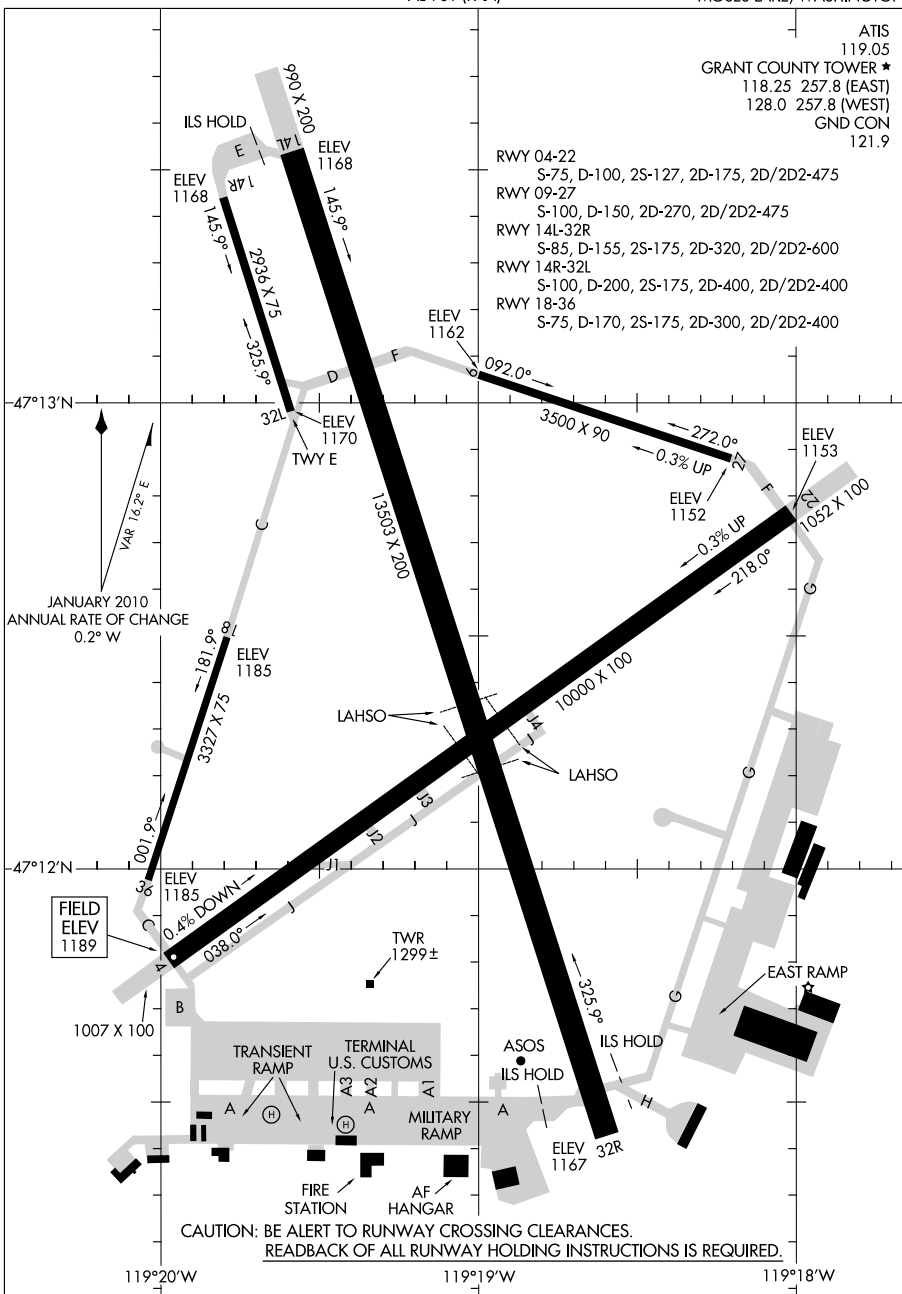 MOSES LAKE, WASHINGTON
ATIS
119.05
GRANT COUNTY TOWER ★
118.25 257.8 (EAST)
128.0 257.8 (WEST)
GND CON
121.9
RWY 04-22
S-75, D-100, 2S-127, 2D-175, 2D/2D2-475
RWY 09-27
S-100, D-150, 2D-270, 2D/2D2-475
RWY 14L-32R
S-85, D-155, 2S-175, 2D-320, 2D/2D2-600
RWY 14R-32L
S-100, D-200, 2S-175, 2D-400, 2D/2D2-400
RWY 18-36
S-75, D-170, 2S-175, 2D-300, 2D/2D2-400
990 X 200
ILS HOLD
E
14L
ELEV
1168
14R
ELEV
1168
145.9°
145.9°
2936 X 75
325.9°
D
F
ELEV
1162
9
092.0°
3500 X 90
272.0°
0.3% UP
27
ELEV
1152
F
ELEV
1153
22
1052 X 100
47°13'N
32L
ELEV
1170
TWY E
VAR 16.2° E
JANUARY 2010
ANNUAL RATE OF CHANGE
0.2° W
C
13503 X 200
0.3% UP
218.0°
G
18
ELEV
1185
181.9°
3327 X 75
001.9°
10000 X 100
LAHSO
J4
J
LAHSO
G
J3
J
J2
J1
J
47°12'N
36
ELEV
1185
C
FIELD
ELEV
1189
0.4% DOWN
038.0°
4
1007 X 100
B
TWR
1299±
325.9°
G
EAST RAMP
ASOS
ILS HOLD
ILS HOLD
H
TRANSIENT
RAMP
TERMINAL
U.S. CUSTOMS
A3
A2
A1
A
H
H
A
MILITARY
RAMP
A
ELEV
1167
32R
FIRE
STATION
AF
HANGAR
CAUTION: BE ALERT TO RUNWAY CROSSING CLEARANCES.
READBACK OF ALL RUNWAY HOLDING INSTRUCTIONS IS REQUIRED.
119°20'W
119°19'W
119°18'W